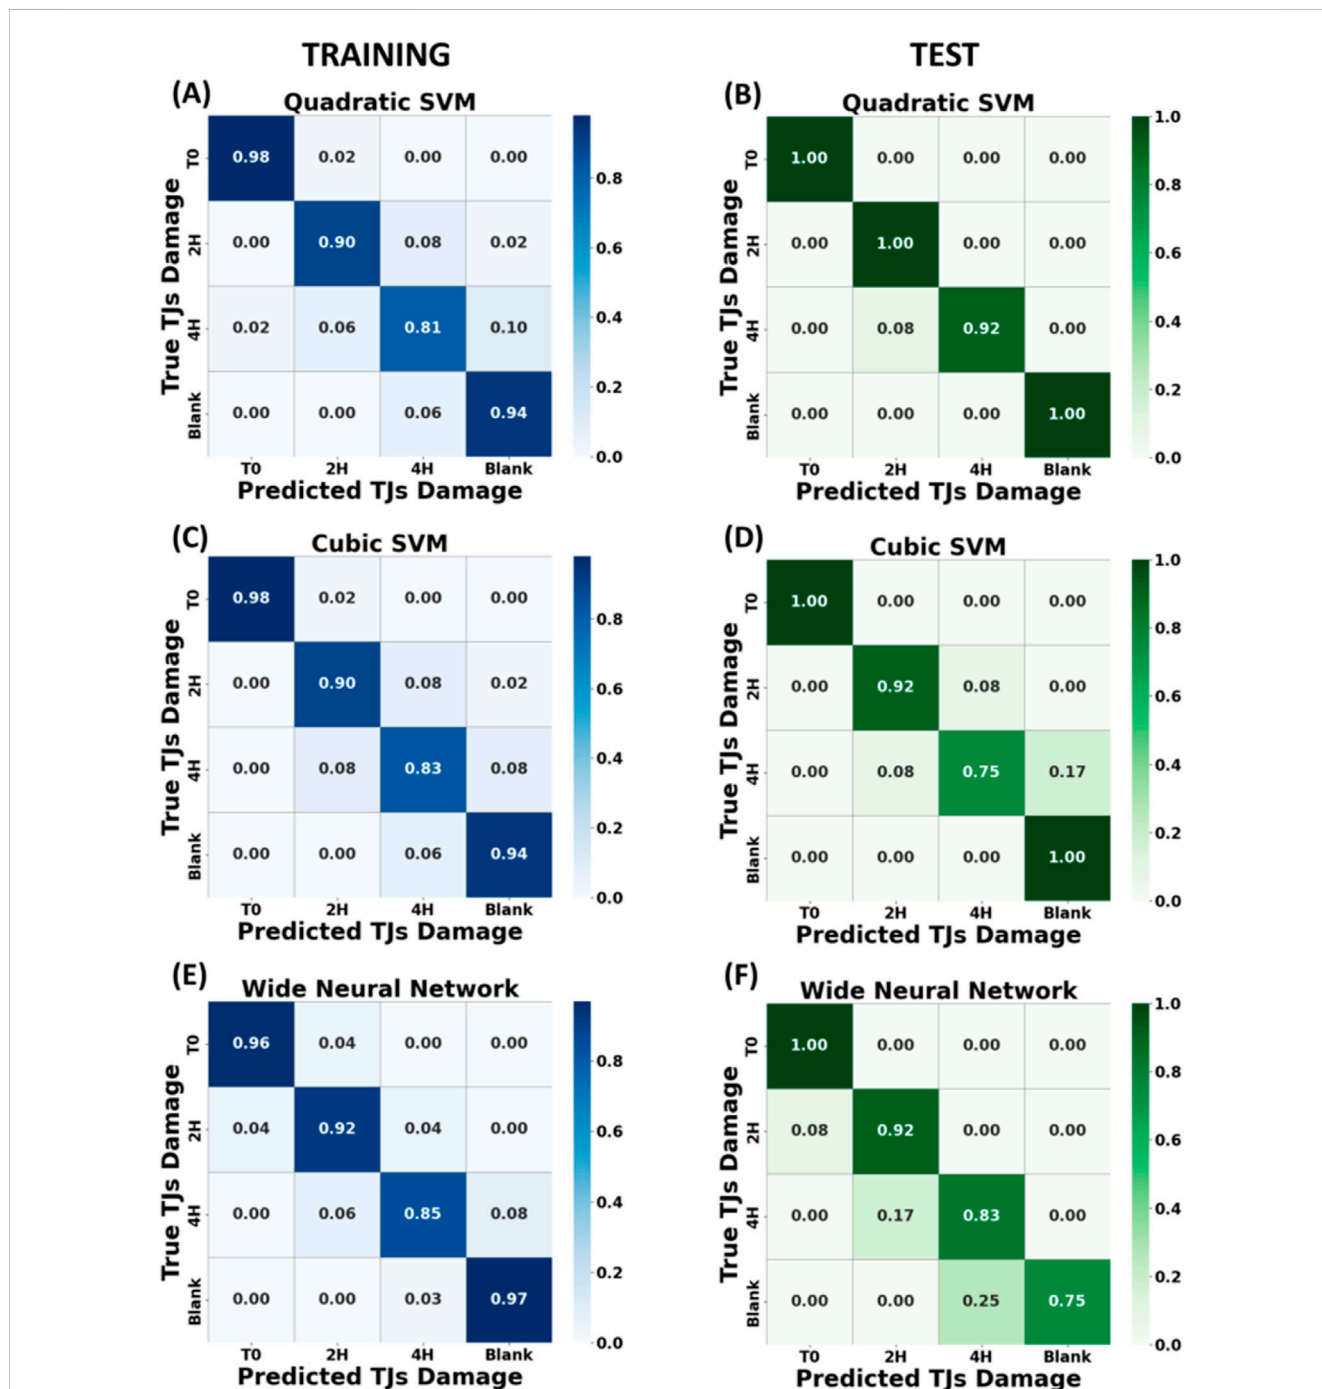 TRAINING
TEST
(A)
Quadratic SVM
True TJs Damage
T0
0.98 0.02 0.00 0.00
2H
0.00 0.90 0.08 0.02
4H
0.02 0.06 0.81 0.10
Blank
0.00 0.00 0.06 0.94
T0 2H 4H Blank
Predicted TJs Damage
0.8
0.6
0.4
0.2
0.0
(B)
Quadratic SVM
True TJs Damage
T0
1.00 0.00 0.00 0.00
2H
0.00 1.00 0.00 0.00
4H
0.00 0.08 0.92 0.00
Blank
0.00 0.00 0.00 1.00
T0 2H 4H Blank
Predicted TJs Damage
1.0
0.8
0.6
0.4
0.2
0.0
(C)
Cubic SVM
True TJs Damage
T0
0.98 0.02 0.00 0.00
2H
0.00 0.90 0.08 0.02
4H
0.00 0.08 0.83 0.08
Blank
0.00 0.00 0.06 0.94
T0 2H 4H Blank
Predicted TJs Damage
0.8
0.6
0.4
0.2
0.0
(D)
Cubic SVM
True TJs Damage
T0
1.00 0.00 0.00 0.00
2H
0.00 0.92 0.08 0.00
4H
0.00 0.08 0.75 0.17
Blank
0.00 0.00 0.00 1.00
T0 2H 4H Blank
Predicted TJs Damage
1.0
0.8
0.6
0.4
0.2
0.0
(E)
Wide Neural Network
True TJs Damage
T0
0.96 0.04 0.00 0.00
2H
0.04 0.92 0.04 0.00
4H
0.00 0.06 0.85 0.08
Blank
0.00 0.00 0.03 0.97
T0 2H 4H Blank
Predicted TJs Damage
0.8
0.6
0.4
0.2
0.0
(F)
Wide Neural Network
True TJs Damage
T0
1.00 0.00 0.00 0.00
2H
0.08 0.92 0.00 0.00
4H
0.00 0.17 0.83 0.00
Blank
0.00 0.00 0.25 0.75
T0 2H 4H Blank
Predicted TJs Damage
1.0
0.8
0.6
0.4
0.2
0.0